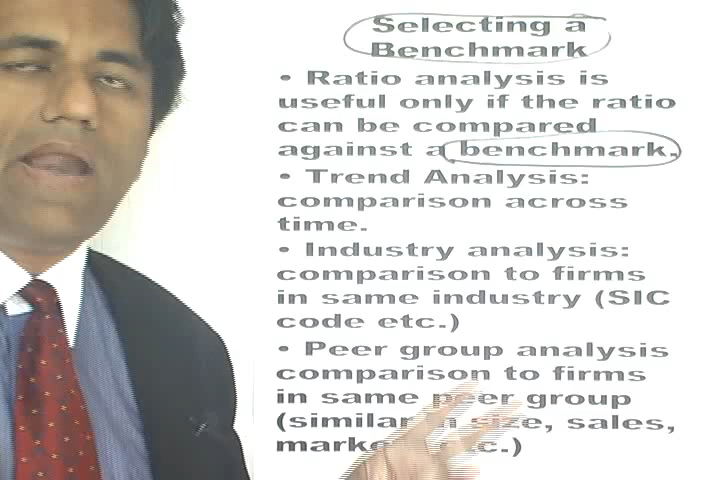 Selecting a
Benchmark
• Ratio analysis is
useful only if the ratio
can be compared
against a benchmark.
• Trend Analysis:
comparison across
time.
• Industry analysis:
comparison to firms
in same industry (SIC
code etc.)
• Peer group analysis
comparison to firms
in same peer group
(similar in size, sales,
etc.)